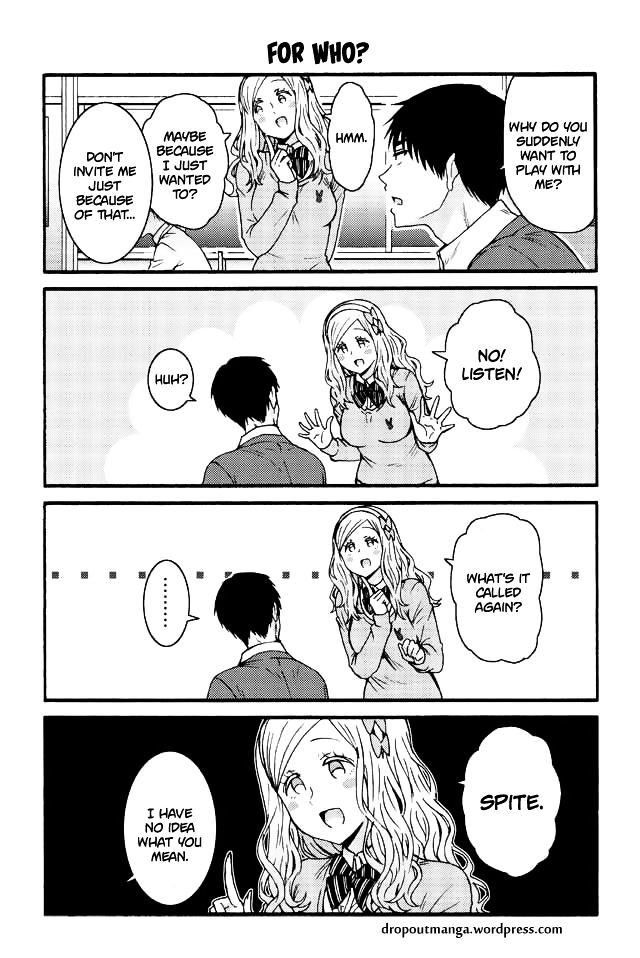 FOR WHO?
WHY DO YOU
SUDDENLY
WANT TO
PLAY WITH
ME?
HMM.
MAYBE
BECAUSE
I JUST
WANTED
TO?
DON'T
INVITE ME
JUST
BECAUSE
OF THAT...
NO!
LISTEN!
HUH?
WHAT'S IT
CALLED
AGAIN?
.........
SPITE.
I HAVE
NO IDEA
WHAT YOU
MEAN.
dropoutmanga.wordpress.com